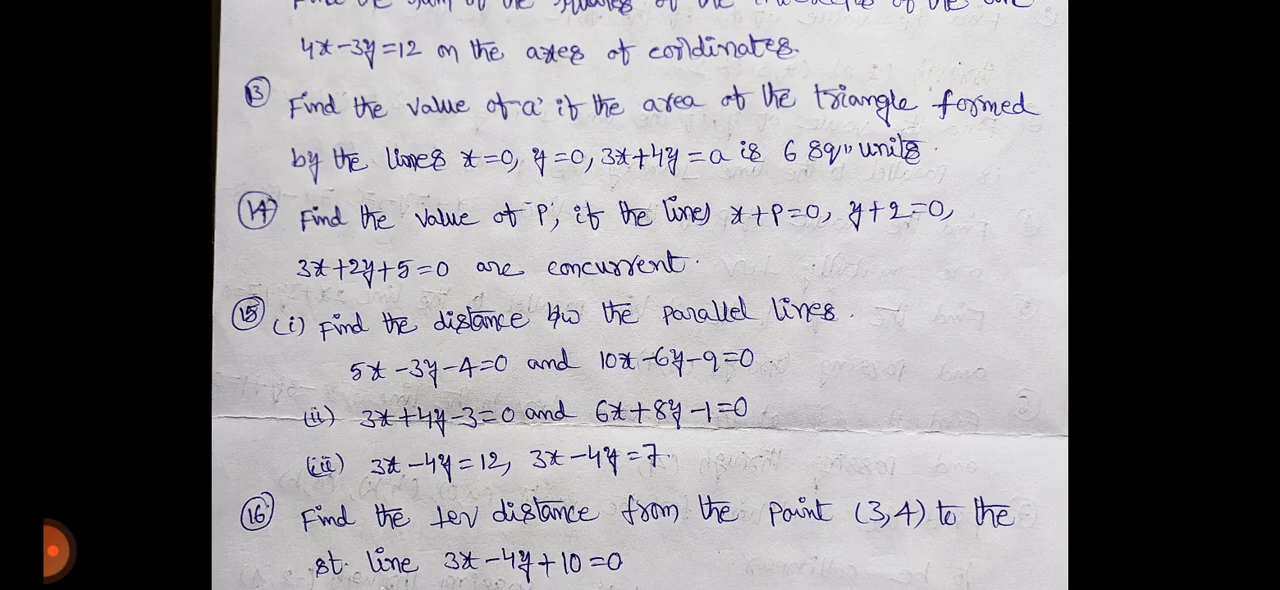 4x-3y=12 on the axes of coordinates.
(13) Find the value of 'a' if the area of the triangle formed
by the lines x=0, y=0, 3x+4y=a is 6 sq. units.
(14) Find the value of 'P', if the lines x+P=0, y+2=0,
3x+2y+5=0 are concurrent.
(15) (i) Find the distance b/w the parallel lines.
5x-3y-4=0 and 10x-6y-9=0
(ii) 3x+4y-3=0 and 6x+8y-1=0
(iii) 3x-4y=12, 3x-4y=7.
(16) Find the ⊥er distance from the point (3,4) to the
st. line 3x-4y+10=0